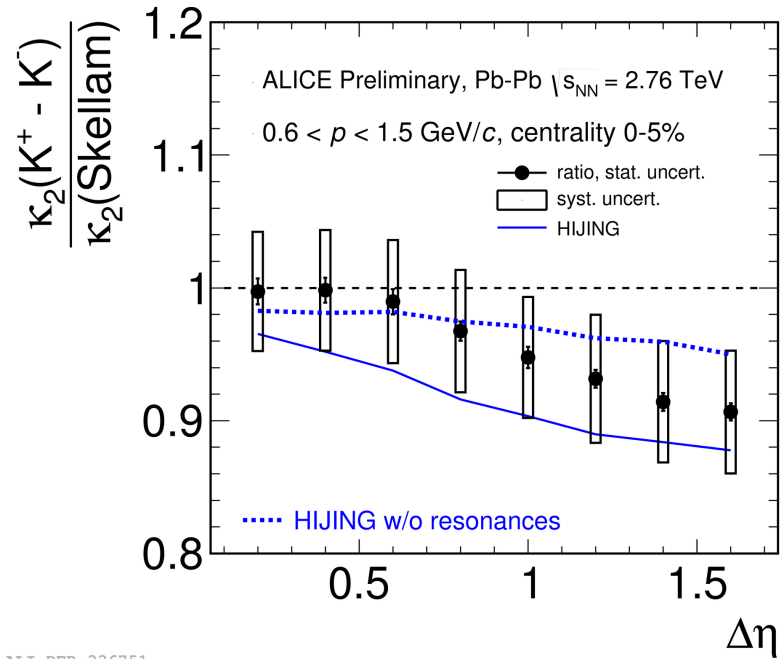 κ₂(K⁺ - K⁻)
κ₂(Skellam)
1.2
1.1
1
0.9
0.8
ALICE Preliminary, Pb-Pb √s_NN = 2.76 TeV
0.6 < p < 1.5 GeV/c, centrality 0-5%
ratio, stat. uncert.
syst. uncert.
HIJING
HIJING w/o resonances
0.5
1
1.5
Δη